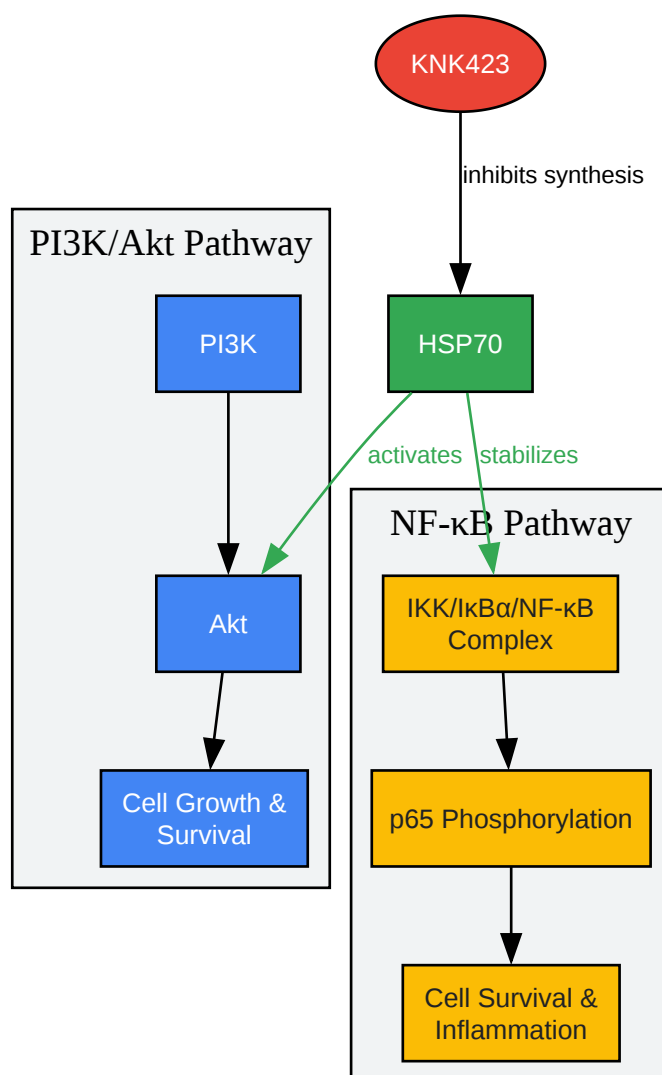 KNK423
inhibits synthesis
PI3K/Akt Pathway
PI3K
HSP70
activates
stabilizes
NF-κB Pathway
Akt
IKK/IκBα/NF-κB
Complex
Cell Growth &
Survival
p65 Phosphorylation
Cell Survival &
Inflammation